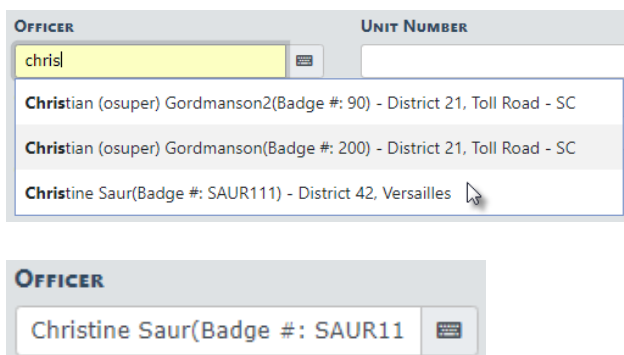 OFFICER UNIT NUMBER
chris
Christian (osuper) Gordmanson2(Badge #: 90) - District 21, Toll Road - SC
Christian (osuper) Gordmanson(Badge #: 200) - District 21, Toll Road - SC
Christine Saur(Badge #: SAUR111) - District 42, Versailles
OFFICER
Christine Saur(Badge #: SAUR11